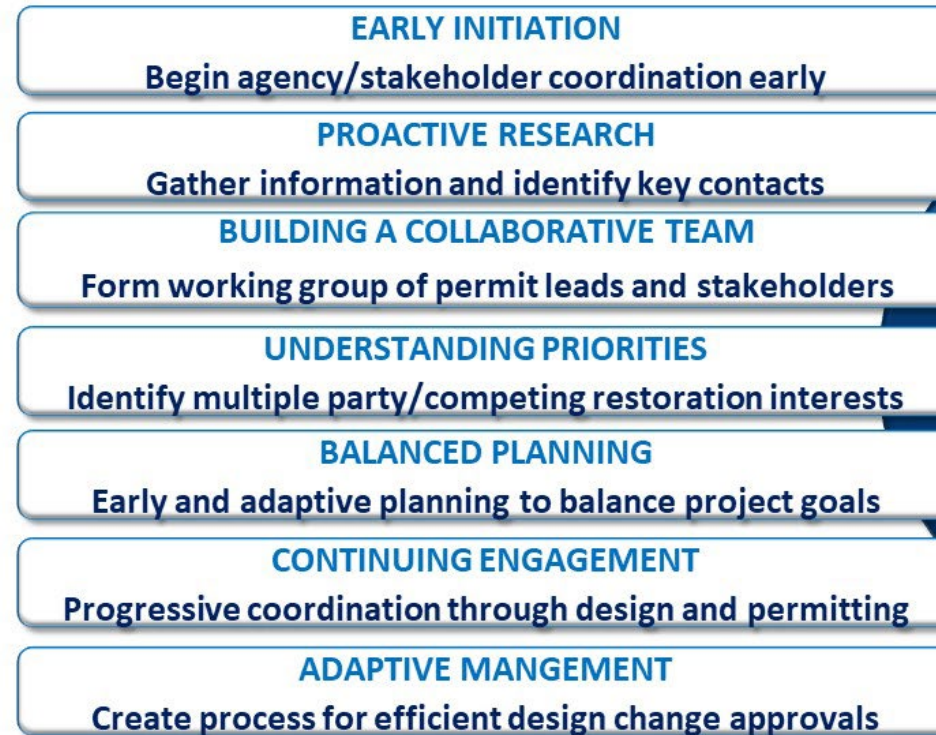 EARLY INITIATION
Begin agency/stakeholder coordination early
PROACTIVE RESEARCH
Gather information and identify key contacts
BUILDING A COLLABORATIVE TEAM
Form working group of permit leads and stakeholders
UNDERSTANDING PRIORITIES
Identify multiple party/competing restoration interests
BALANCED PLANNING
Early and adaptive planning to balance project goals
CONTINUING ENGAGEMENT
Progressive coordination through design and permitting
ADAPTIVE MANGEMENT
Create process for efficient design change approvals